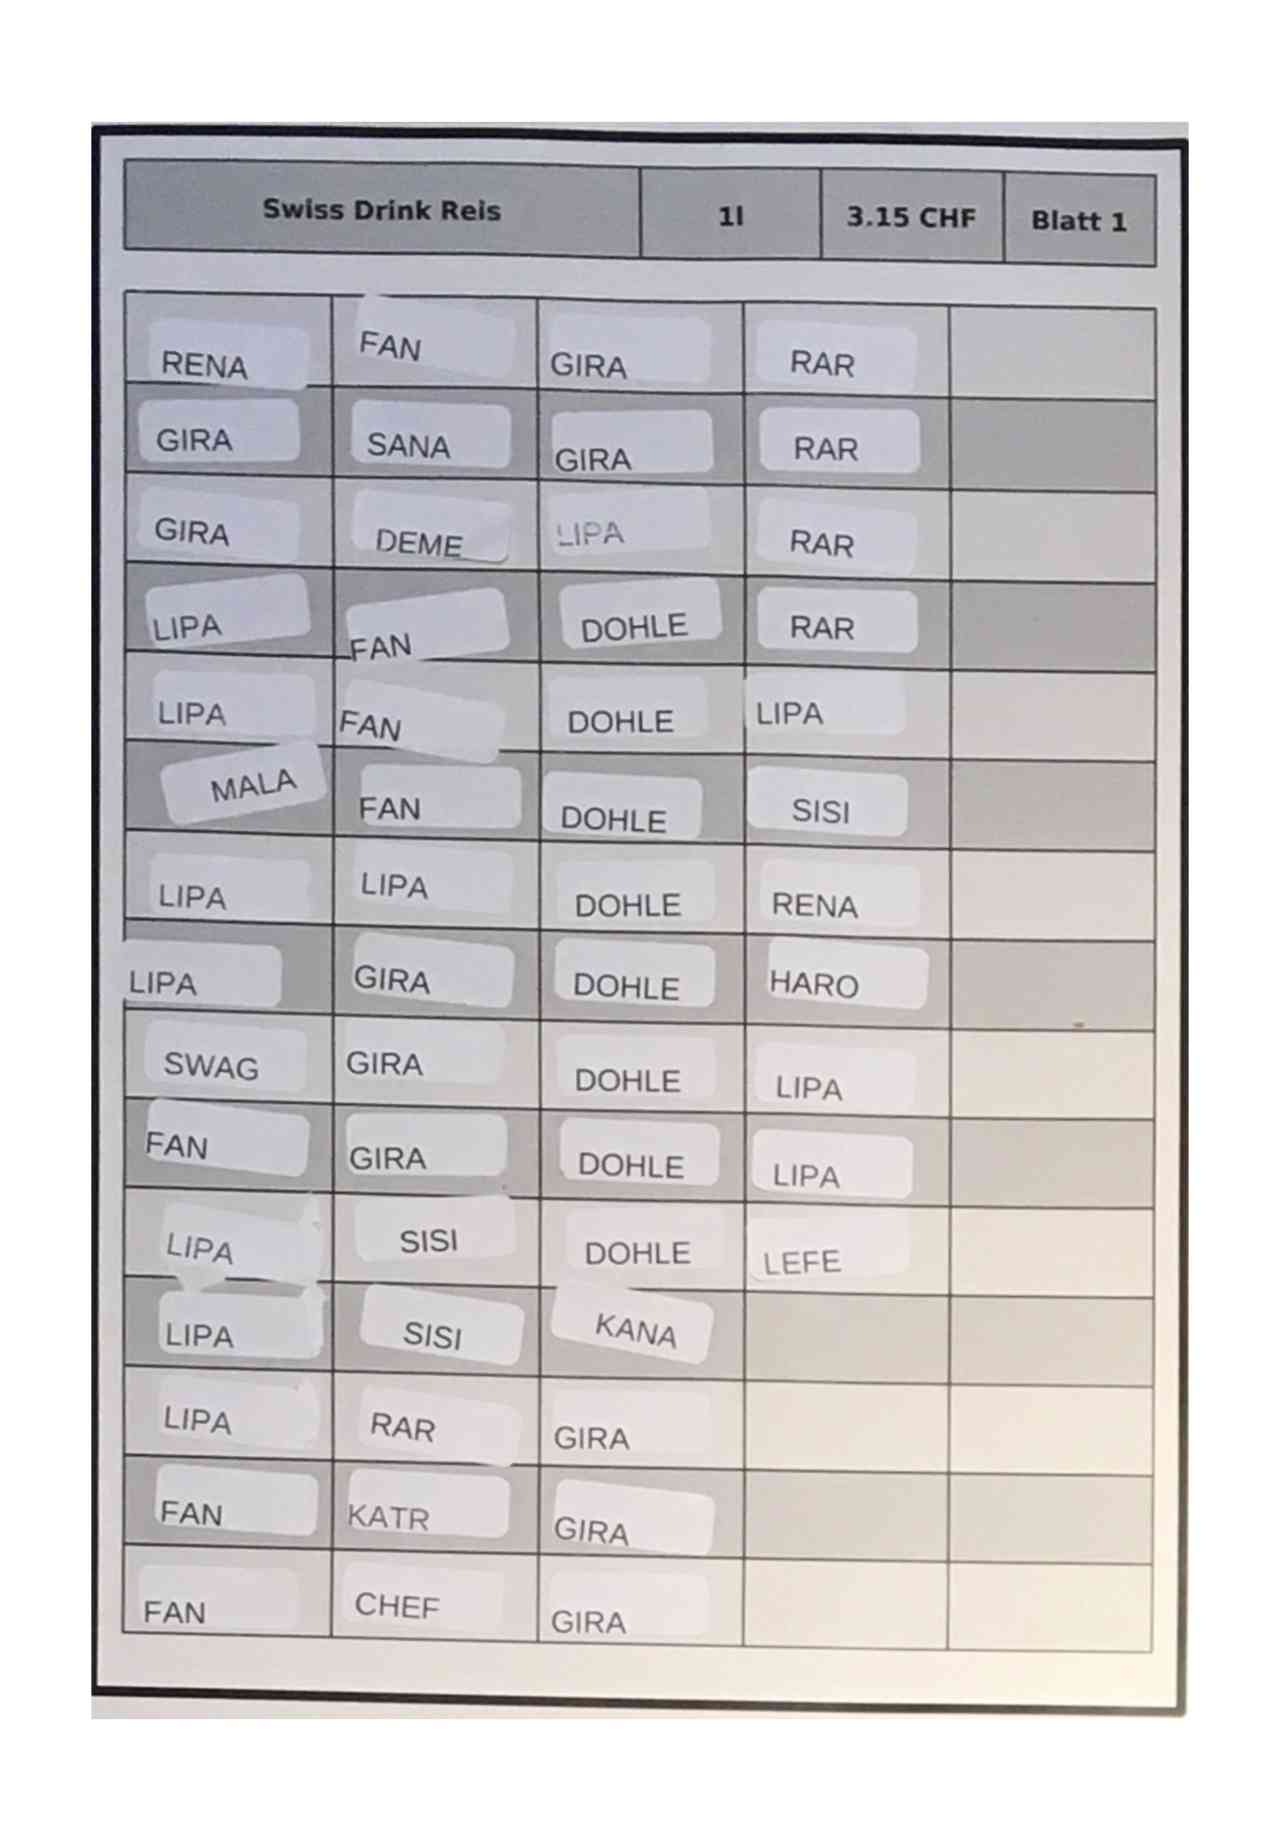 Swiss Drink Reis 1l 3.15 CHF Blatt 1
RENA FAN GIRA RAR
GIRA SANA GIRA RAR
GIRA DEME LIPA RAR
LIPA FAN DOHLE RAR
LIPA FAN DOHLE LIPA
MALA FAN DOHLE SISI
LIPA LIPA DOHLE RENA
LIPA GIRA DOHLE HARO
SWAG GIRA DOHLE LIPA
FAN GIRA DOHLE LIPA
LIPA SISI DOHLE LEFE
LIPA SISI KANA
LIPA RAR GIRA
FAN KATR GIRA
FAN CHEF GIRA